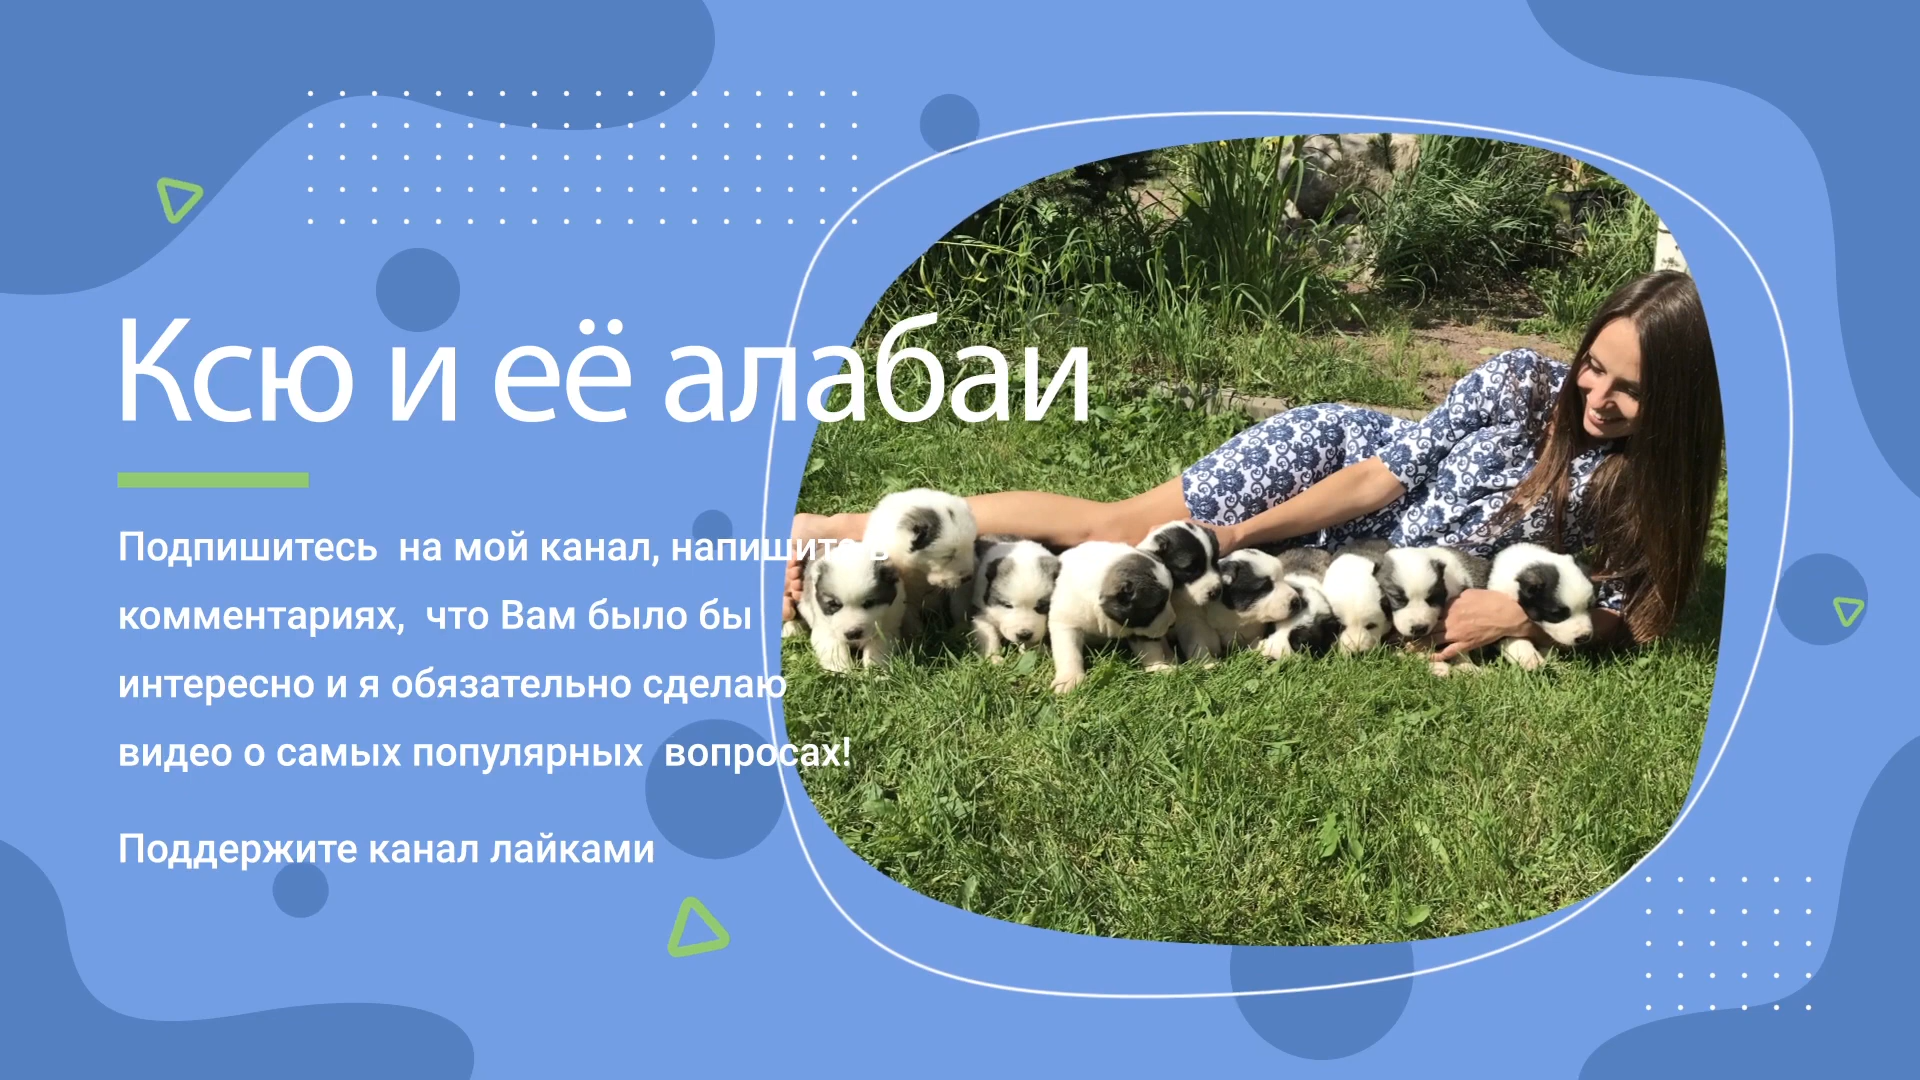 Ксю и её алабаи
Подпишитесь на мой канал, напишите в
комментариях, что Вам было бы
интересно и я обязательно сделаю
видео о самых популярных вопросах!
Поддержите канал лайками